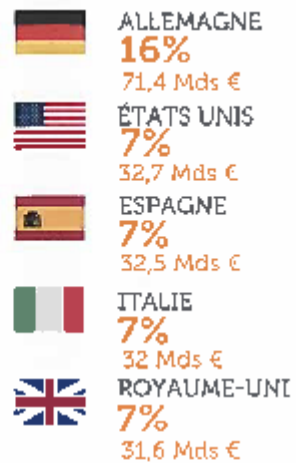 ALLEMAGNE
16%
71,4 Mds €
ÉTATS UNIS
7%
32,7 Mds €
ESPAGNE
7%
32,5 Mds €
ITALIE
7%
32 Mds €
ROYAUME-UNI
7%
31,6 Mds €